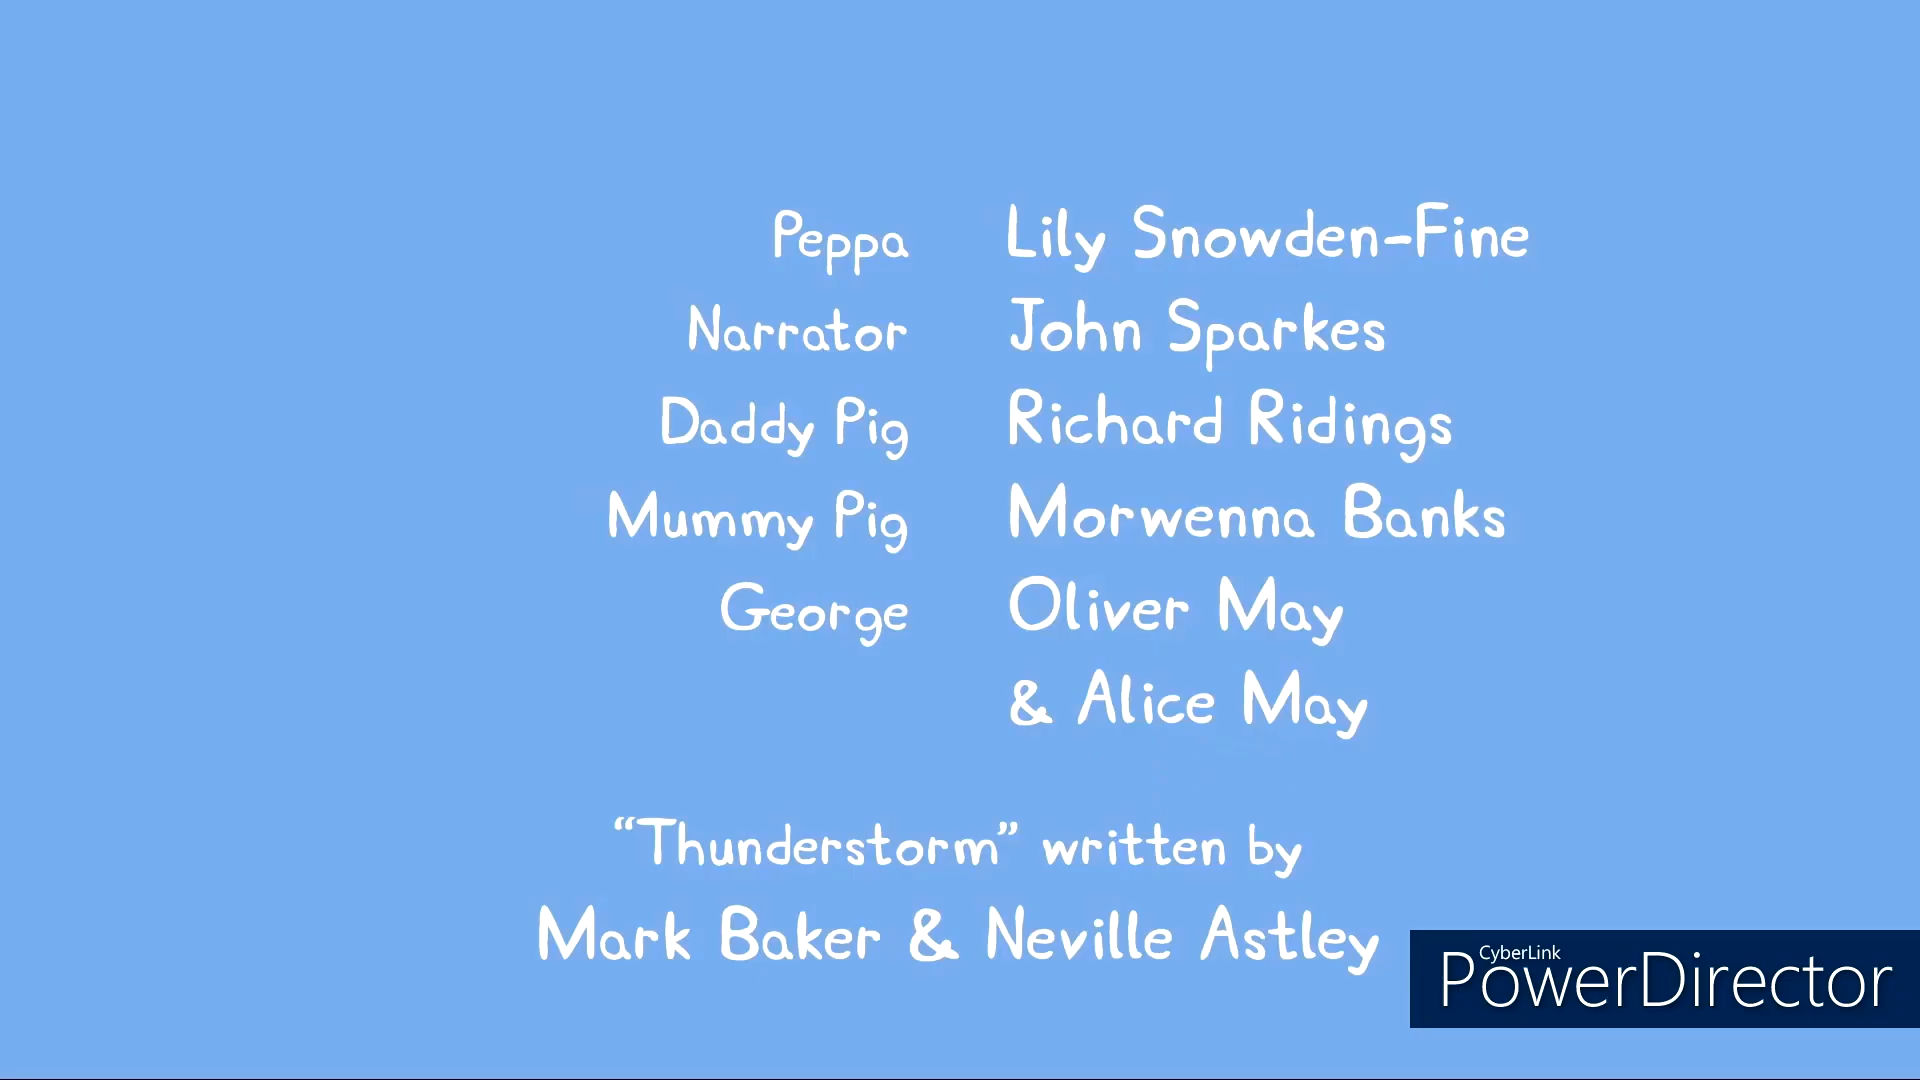 Peppa Lily Snowden-Fine
Narrator John Sparkes
Daddy Pig Richard Ridings
Mummy Pig Morwenna Banks
George Oliver May
& Alice May
“Thunderstorm” written by
Mark Baker & Neville Astley
CyberLink
PowerDirector